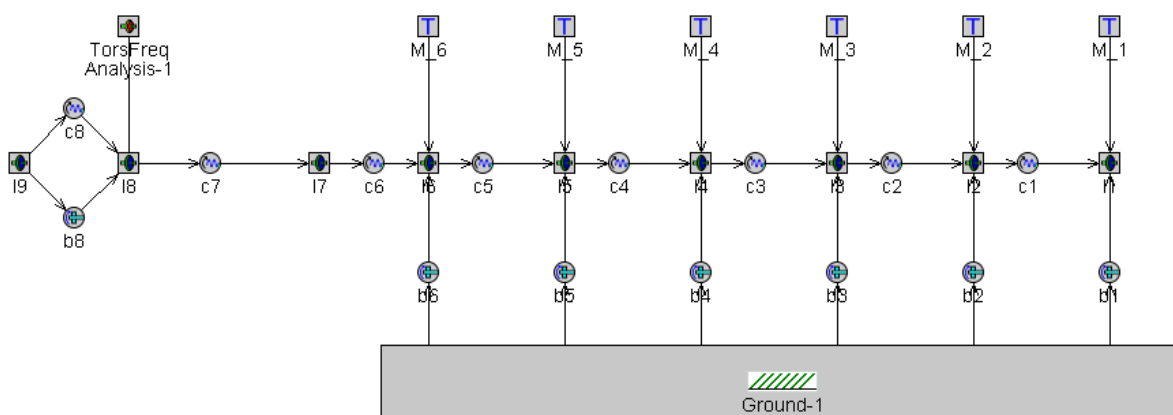 T
T
T
T
T
T
TorsFreq
Analysis-1
M_6
M_5
M_4
M_3
M_2
M_1
c8
I9
I8
c7
I7
c6
I6
c5
I5
c4
I4
c3
I3
c2
I2
c1
I1
b8
b6
b5
b4
b3
b2
b1
Ground-1